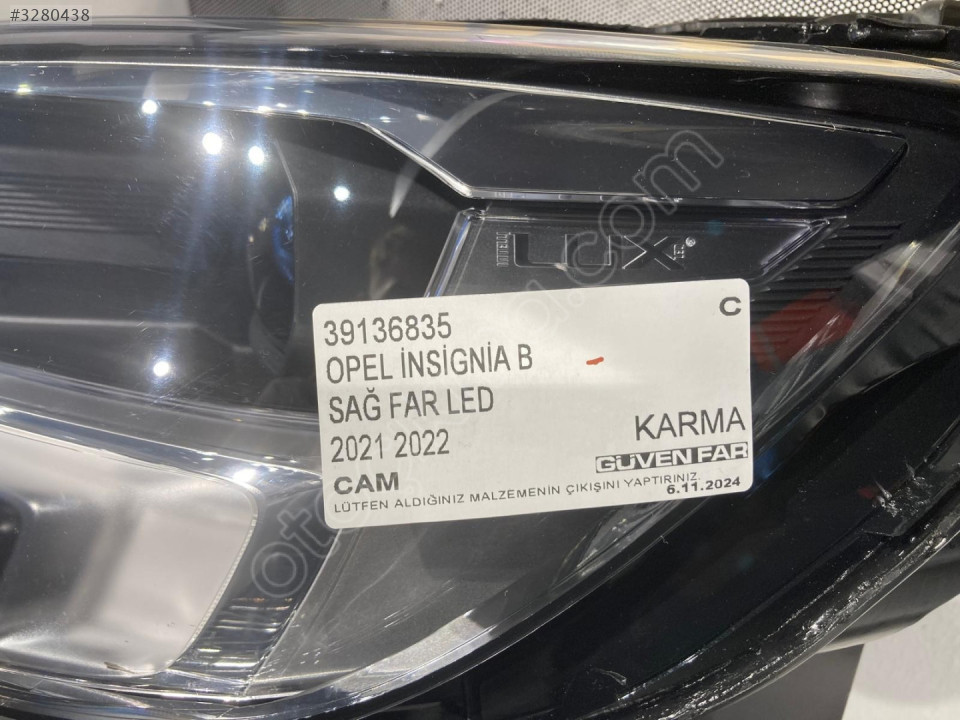 #3280438
LUX
C
39136835
OPEL İNSİGNİA B
SAĞ FAR LED
2021 2022
KARMA
GÜVEN FAR
CAM
LÜTFEN ALDIĞINIZ MALZEMENİN ÇIKIŞINI YAPTIRINIZ.
6.11.2024